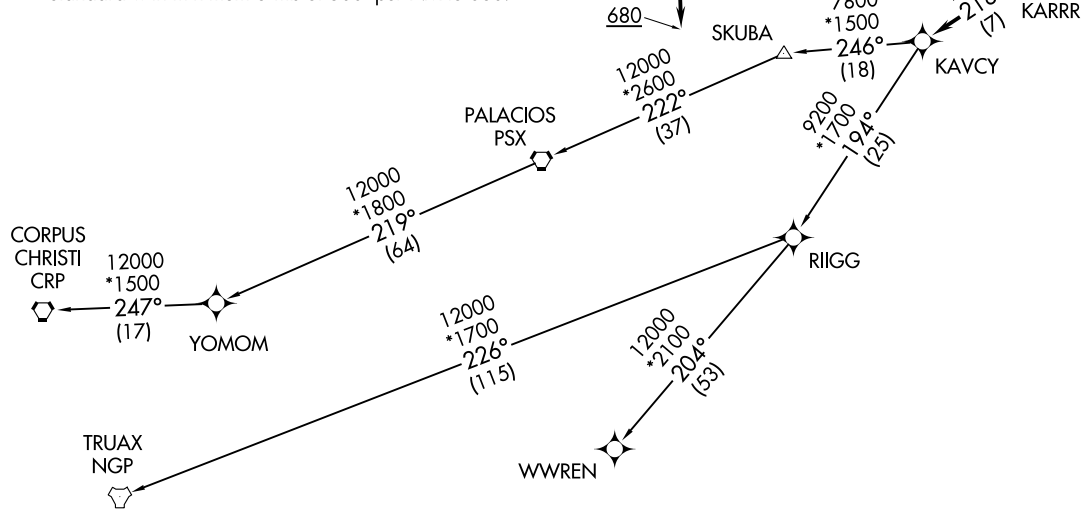 680
KARRR
(7)
SKUBA
*1500
246°
(18)
KAVCY
12000
*2600
222°
(37)
PALACIOS
PSX
9200
*1700
194°
(25)
12000
*1800
219°
(64)
CORPUS
CHRISTI
CRP
12000
*1500
247°
(17)
YOMOM
RIIGG
12000
*1700
226°
(115)
12000
*2100
204°
(53)
TRUAX
NGP
WWREN